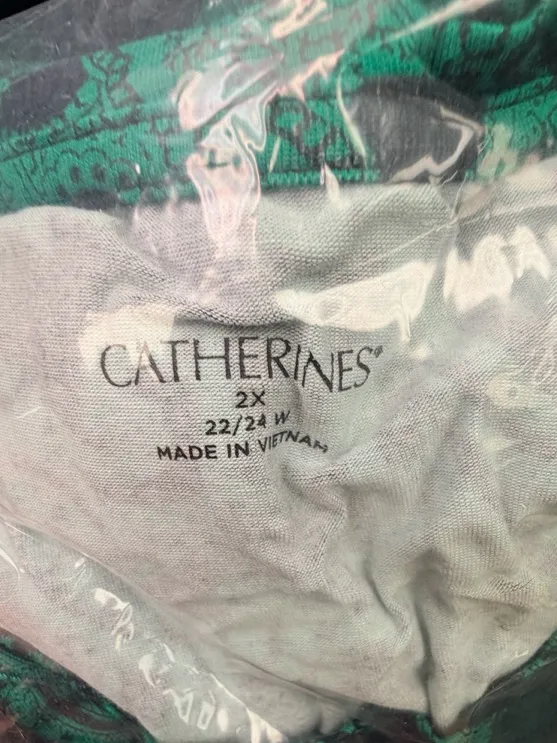 CATHERINES®
2X
22/24 W
MADE IN VIETNAM